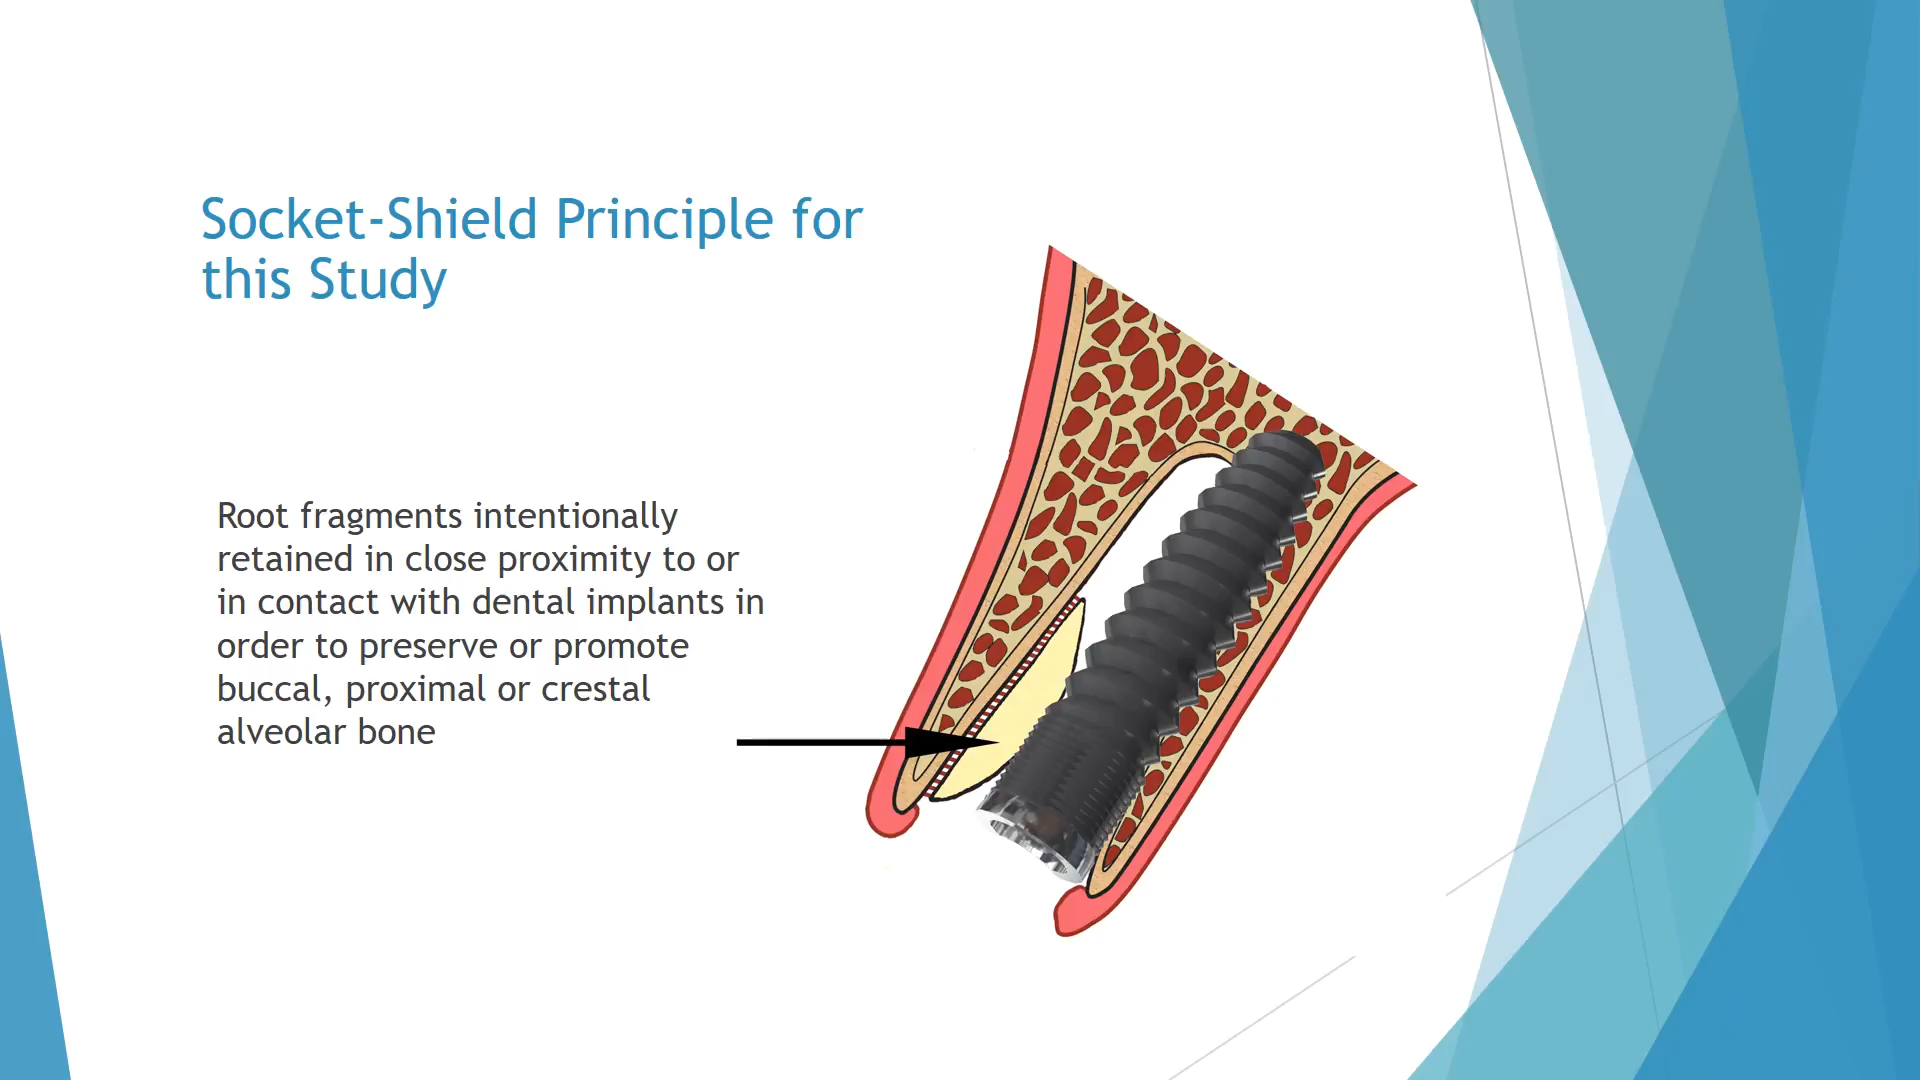 Socket-Shield Principle for
this Study
Root fragments intentionally
retained in close proximity to or
in contact with dental implants in
order to preserve or promote
buccal, proximal or crestal
alveolar bone